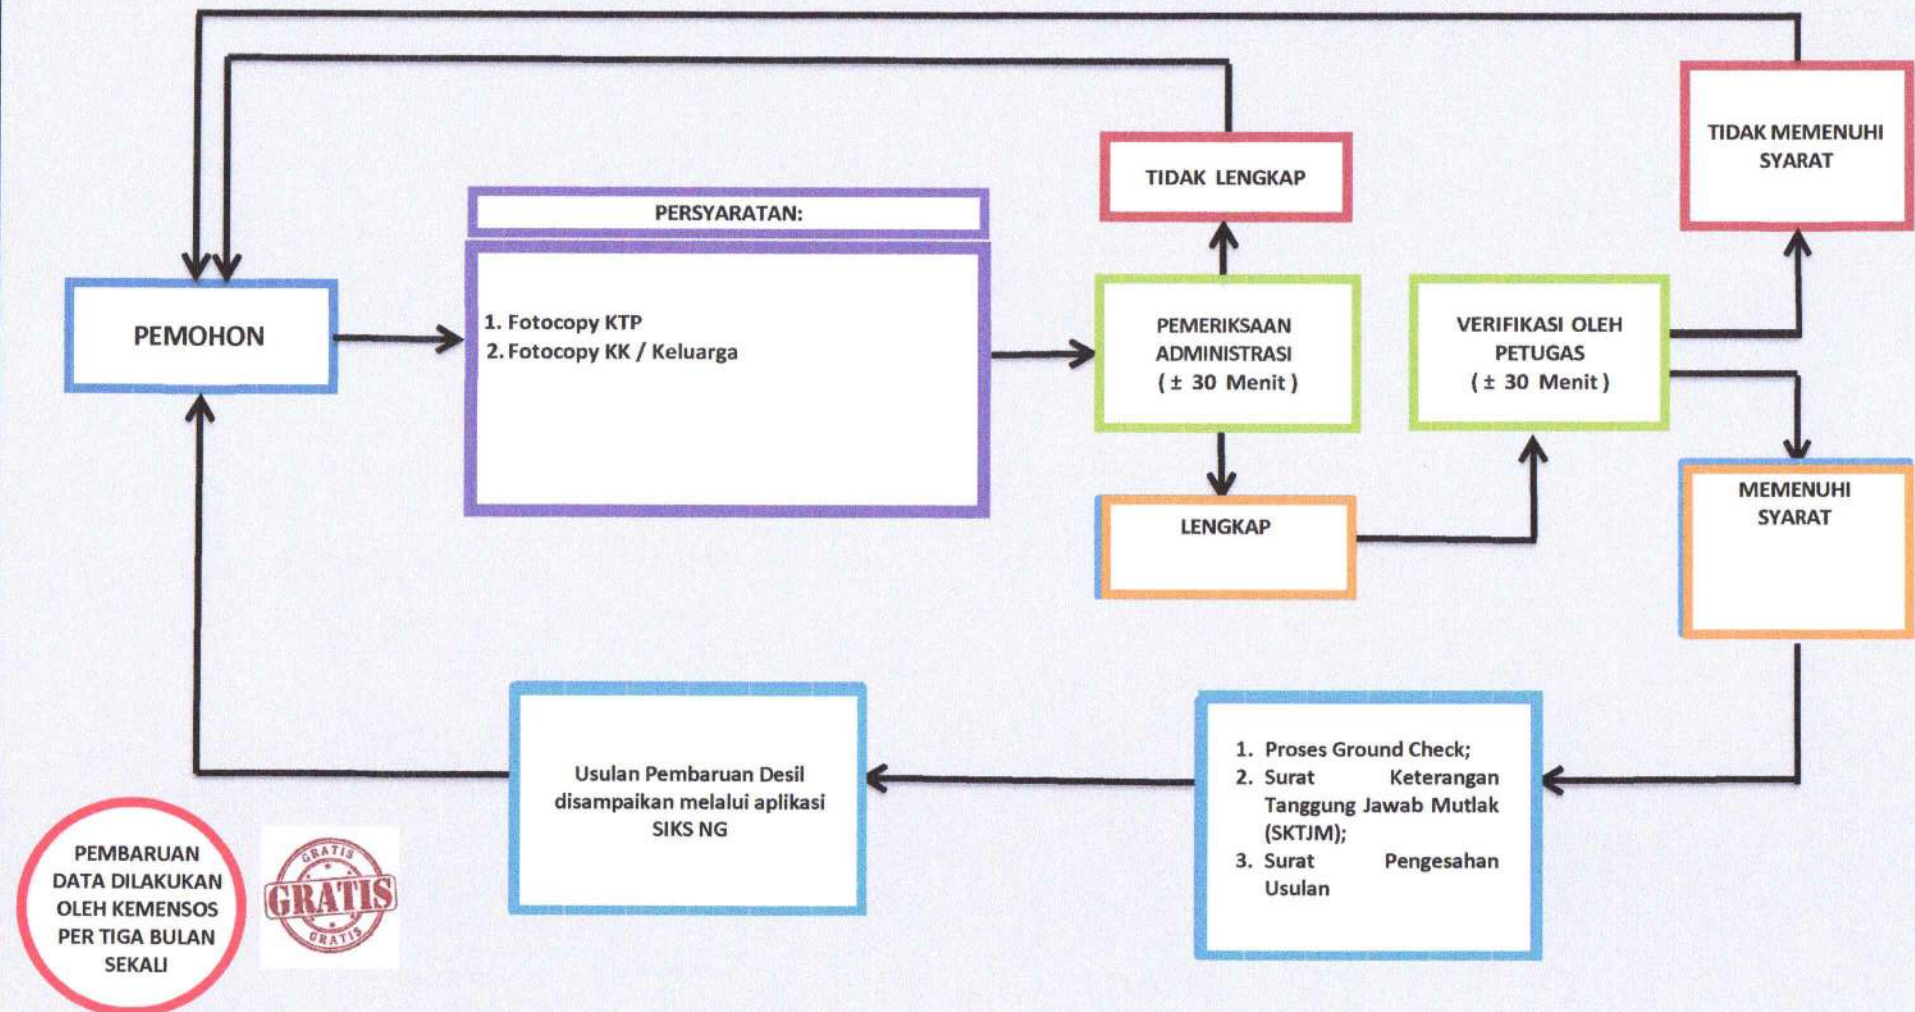 TIDAK MEMENUHI
SYARAT
TIDAK LENGKAP
PERSYARATAN:
PEMOHON
1. Fotocopy KTP
2. Fotocopy KK / Keluarga
PEMERIKSAAN
ADMINISTRASI
( ± 30 Menit )
VERIFIKASI OLEH
PETUGAS
( ± 30 Menit )
LENGKAP
MEMENUHI
SYARAT
1. Proses Ground Check;
2. Surat Keterangan
Tanggung Jawab Mutlak
(SKTJM);
3. Surat Pengesahan
Usulan
Usulan Pembaruan Desil
disampaikan melalui aplikasi
SIKS NG
PEMBARUAN
DATA DILAKUKAN
OLEH KEMENSOS
PER TIGA BULAN
SEKALI
GRATIS
GRATIS
GRATIS